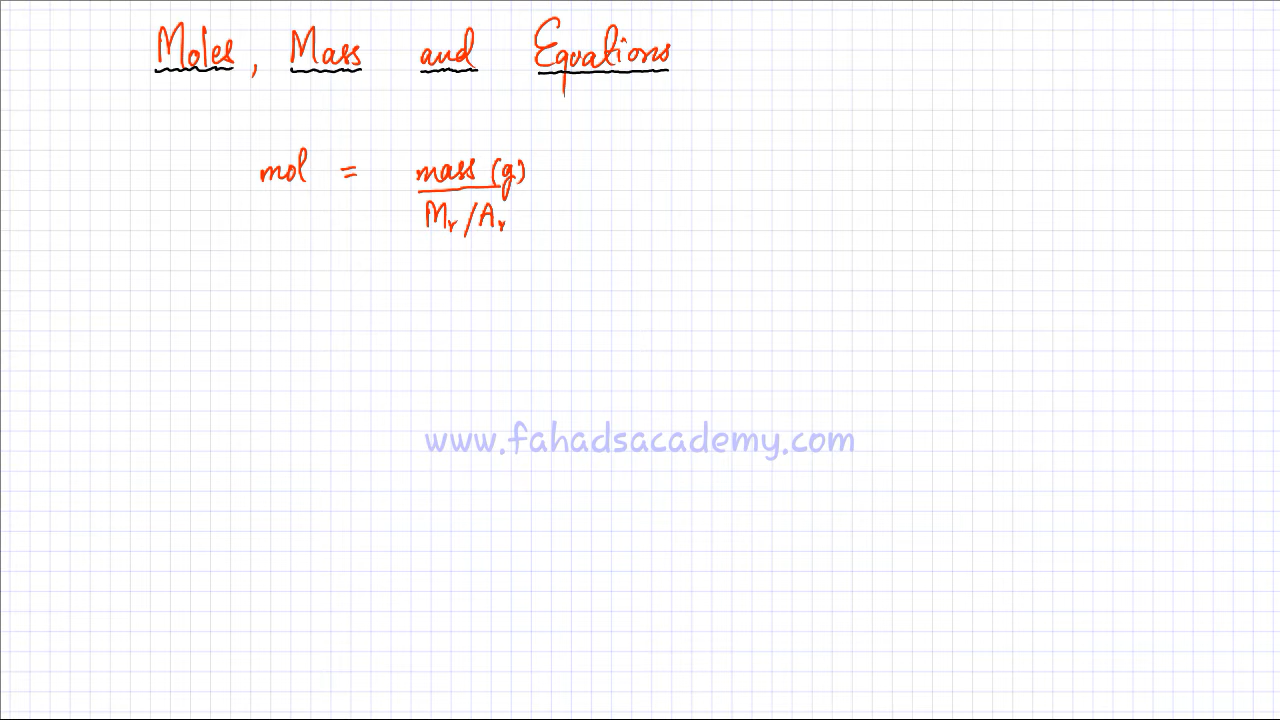 Moles, Mass and Equations
mol = mass (g)
Mr/Ar
www.fahadsacademy.com